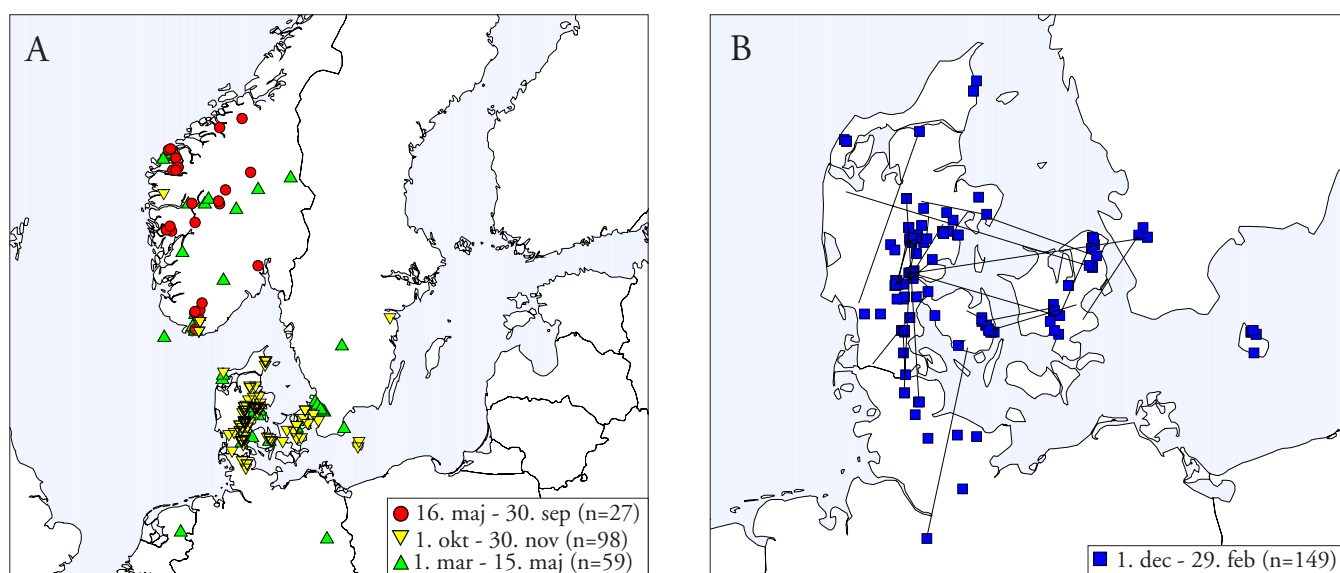 A
16. maj - 30. sep (n=27)
1. okt - 30. nov (n=98)
1. mar - 15. maj (n=59)
B
1. dec - 29. feb (n=149)